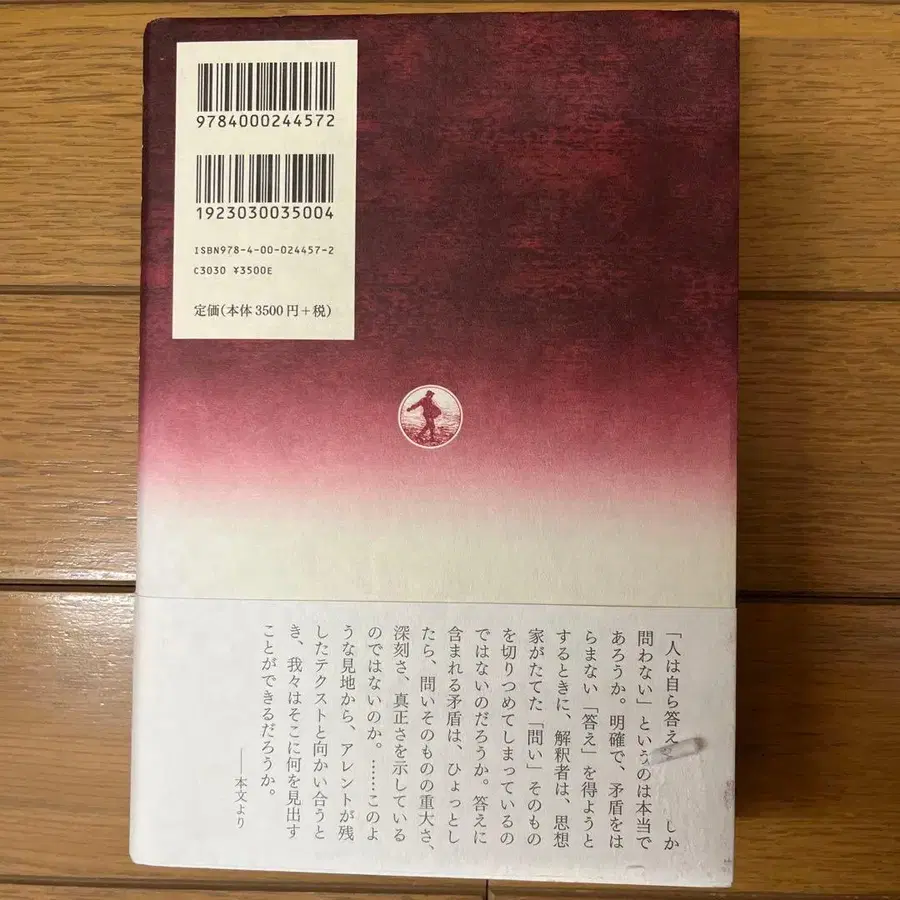 9784000244572
1923030035004
ISBN978-4-00-024457-2
C3030 ¥3500E
定価(本体3500円+税)
「人は自ら答え しか
問わない」というのは本当で
あろうか。明確で、矛盾をは
らまない「答え」を得ようと
するときに、解釈者は、思想
家がたてた「問い」そのもの
を切りつめてしまっているの
ではないのだろうか。答えに
含まれる矛盾は、ひょっとし
たら、問いそのものの重大さ、
深刻さ、真正さを示している
のではないのか。……このよ
うな見地から、アレントが残
したテクストと向かい合うと
き、我々はそこに何を見出す
ことができるだろうか。
――本文より